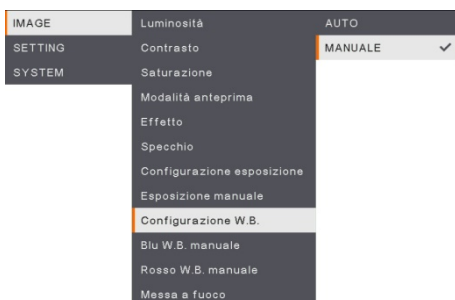 IMAGE
SETTING
SYSTEM
Luminosità
Contrasto
Saturazione
Modalità anteprima
Effetto
Specchio
Configurazione esposizione
Esposizione manuale
Configurazione W.B.
Blu W.B. manuale
Rosso W.B. manuale
Messa a fuoco
AUTO
MANUALE